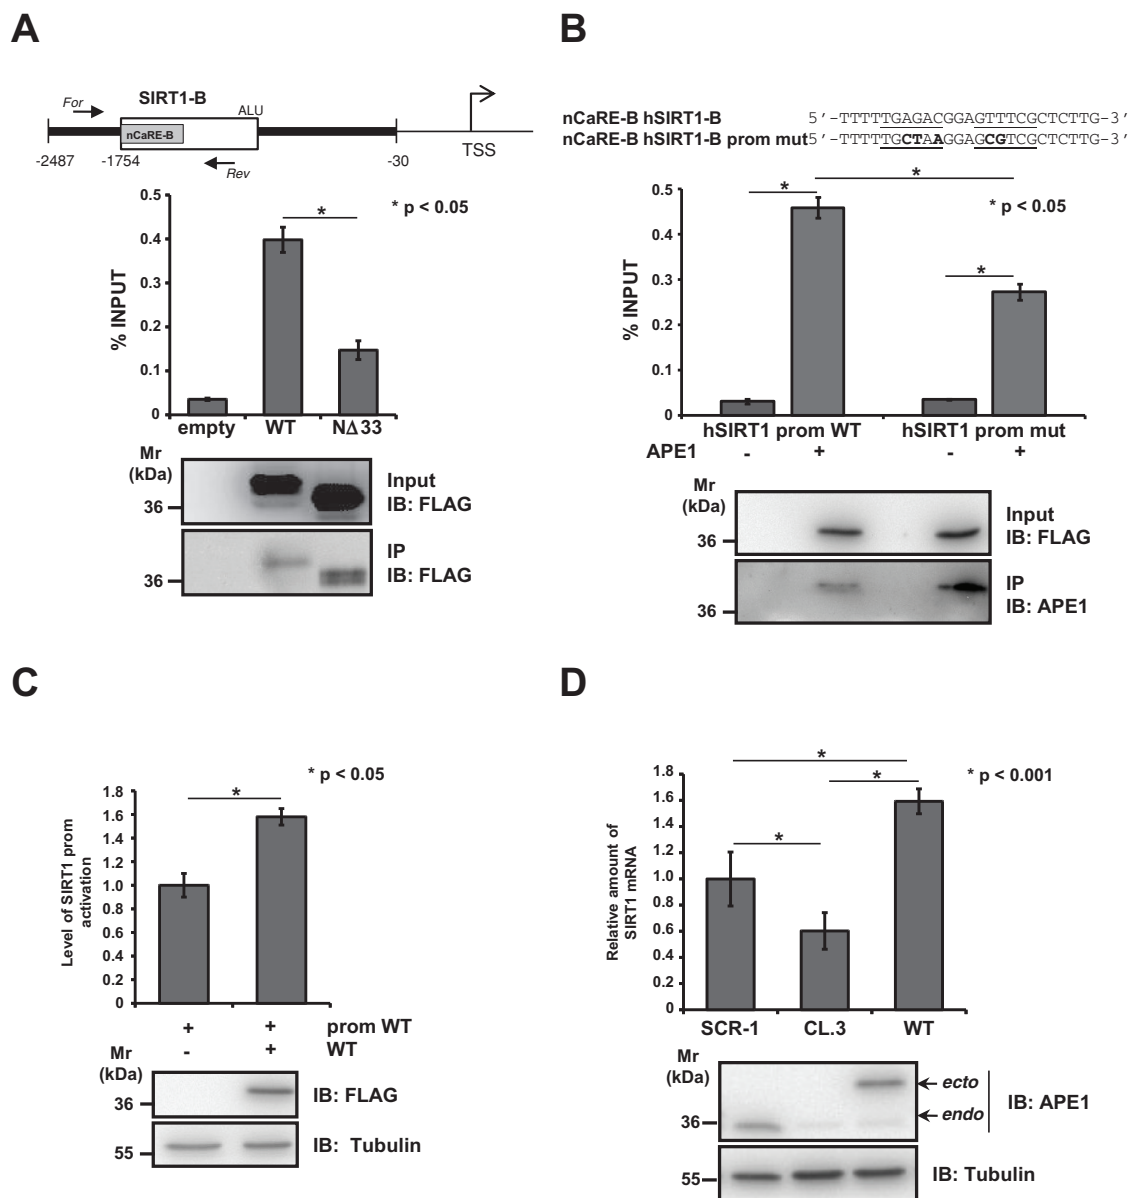 A
For
SIRT1-B
ALU
nCaRE-B
-2487
-1754
Rev
-30
TSS
* p < 0.05
% INPUT
0.5
0.4
0.3
0.2
0.1
0
*
empty WT NΔ33
Mr
(kDa)
36
Input
IB: FLAG
36
IP
IB: FLAG
B
nCaRE-B hSIRT1-B 5'-TTTTTGAGACGGAGTTTCGCTCTTG-3'
nCaRE-B hSIRT1-B prom mut 5'-TTTTTGCTAAGGAGCGTCGCTCTTG-3'
* p < 0.05
% INPUT
0.5
0.4
0.3
0.2
0.1
0
*
*
*
hSIRT1 prom WT hSIRT1 prom mut
APE1 - + - +
Mr
(kDa)
36
Input
IB: FLAG
36
IP
IB: APE1
C
* p < 0.05
Level of SIRT1 prom
activation
1.8
1.6
1.4
1.2
1.0
0.8
0.6
0.4
0.2
0
*
+ + prom WT
- + WT
Mr
(kDa)
36
IB: FLAG
55
IB: Tubulin
D
* p < 0.001
Relative amount of
SIRT1 mRNA
1.8
1.6
1.4
1.2
1.0
0.8
0.6
0.4
0.2
0
*
*
*
SCR-1 CL.3 WT
Mr
(kDa)
36
ecto
endo
IB: APE1
55
IB: Tubulin